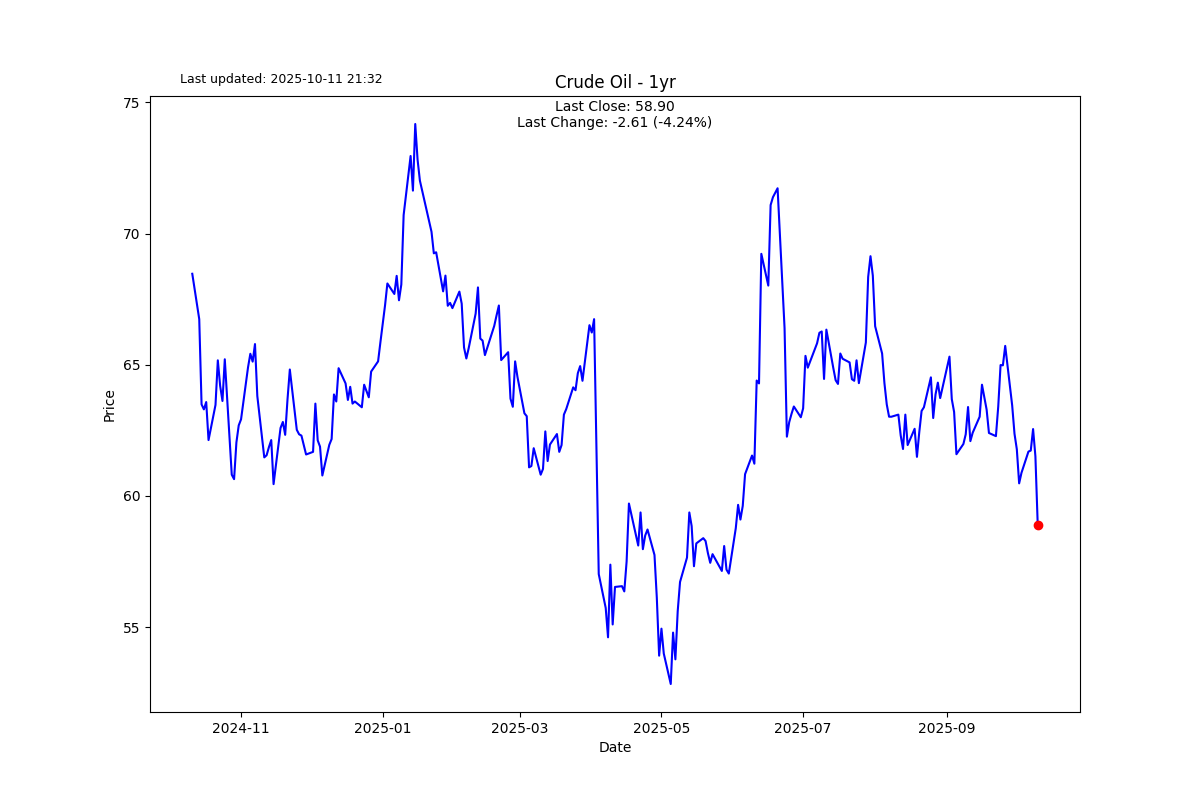 Last updated: 2025-10-11 21:32
Crude Oil - 1yr
Last Close: 58.90
Last Change: -2.61 (-4.24%)
75
70
65
60
55
Price
2024-11
2025-01
2025-03
2025-05
2025-07
2025-09
Date